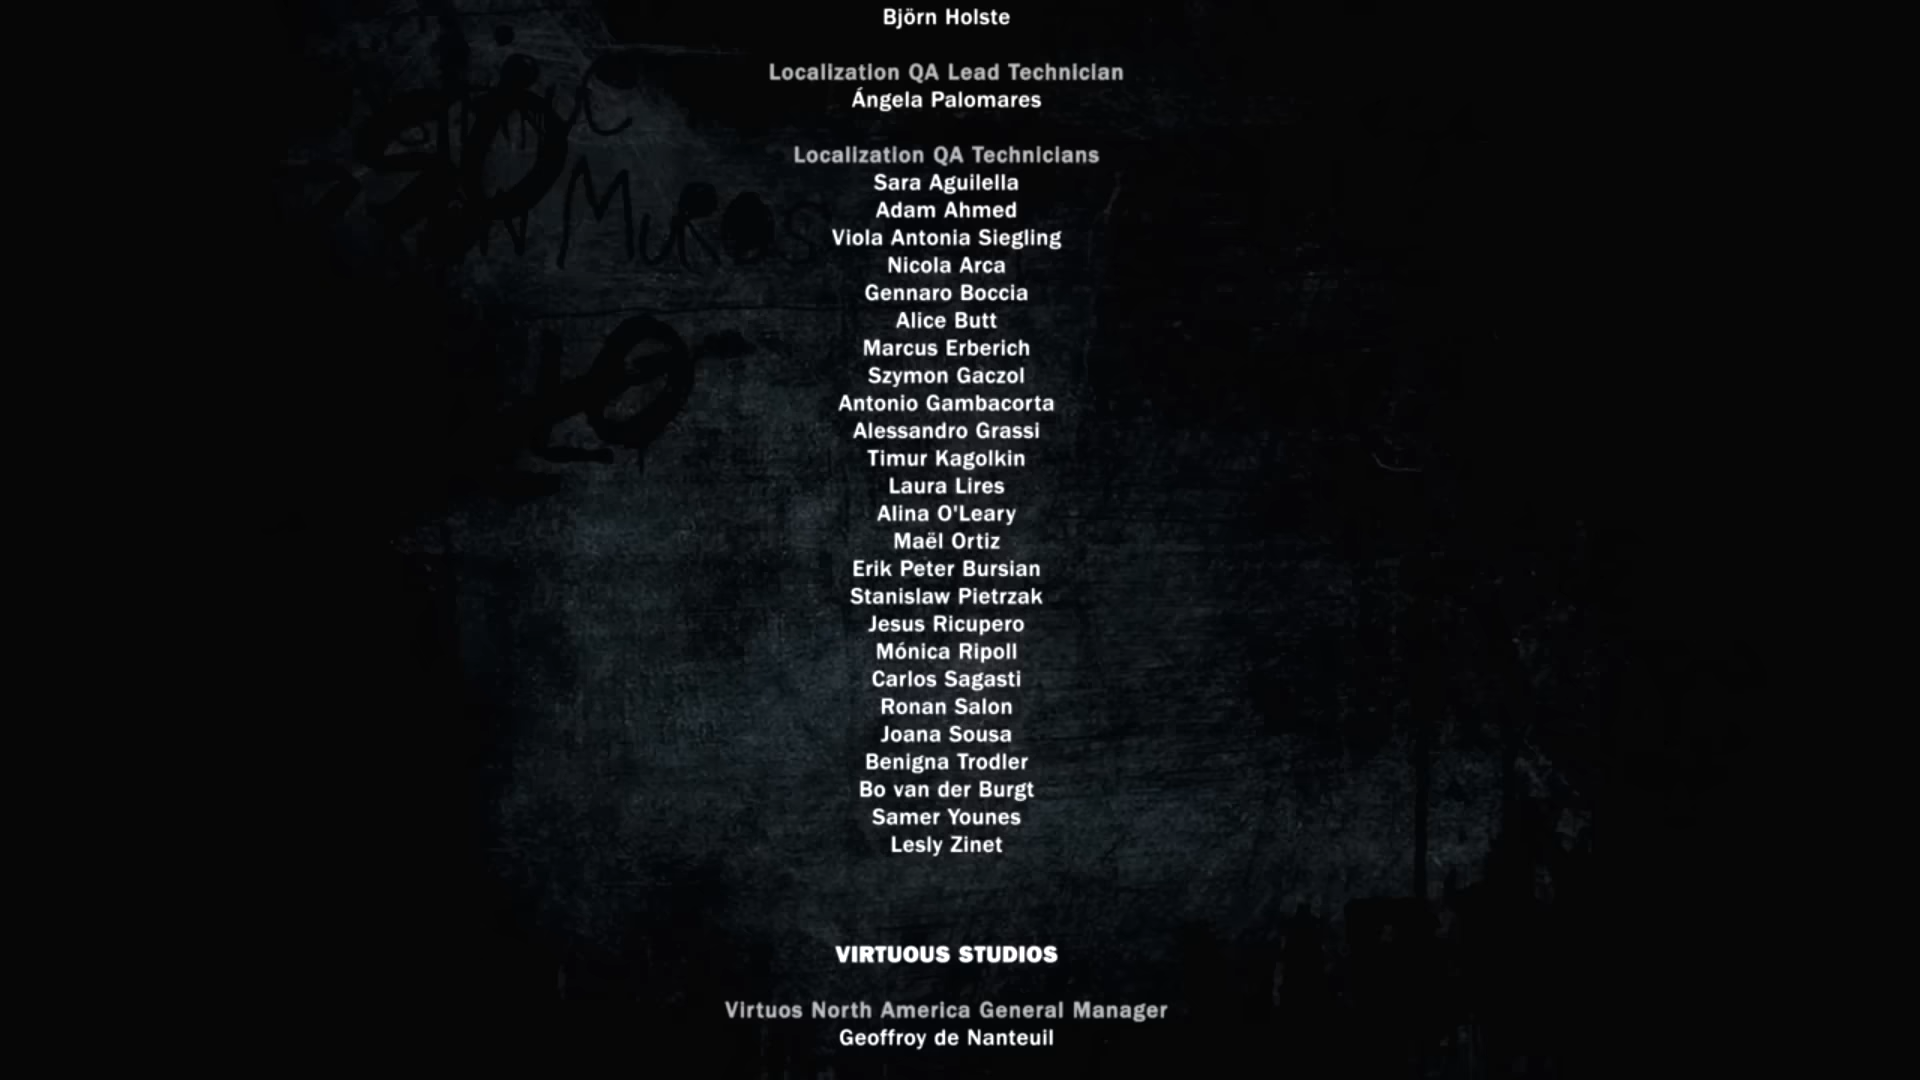 Björn Holste
Localization QA Lead Technician
Ángela Palomares
Localization QA Technicians
Sara Aguilella
Adam Ahmed
Viola Antonia Siegling
Nicola Arca
Gennaro Boccia
Alice Butt
Marcus Erberich
Szymon Gaczol
Antonio Gambacorta
Alessandro Grassi
Timur Kagolkin
Laura Lires
Alina O'Leary
Maël Ortiz
Erik Peter Bursian
Stanislaw Pietrzak
Jesus Ricupero
Mónica Ripoll
Carlos Sagasti
Ronan Salon
Joana Sousa
Benigna Trodler
Bo van der Burgt
Samer Younes
Lesly Zinet
VIRTUOUS STUDIOS
Virtuos North America General Manager
Geoffroy de Nanteuil